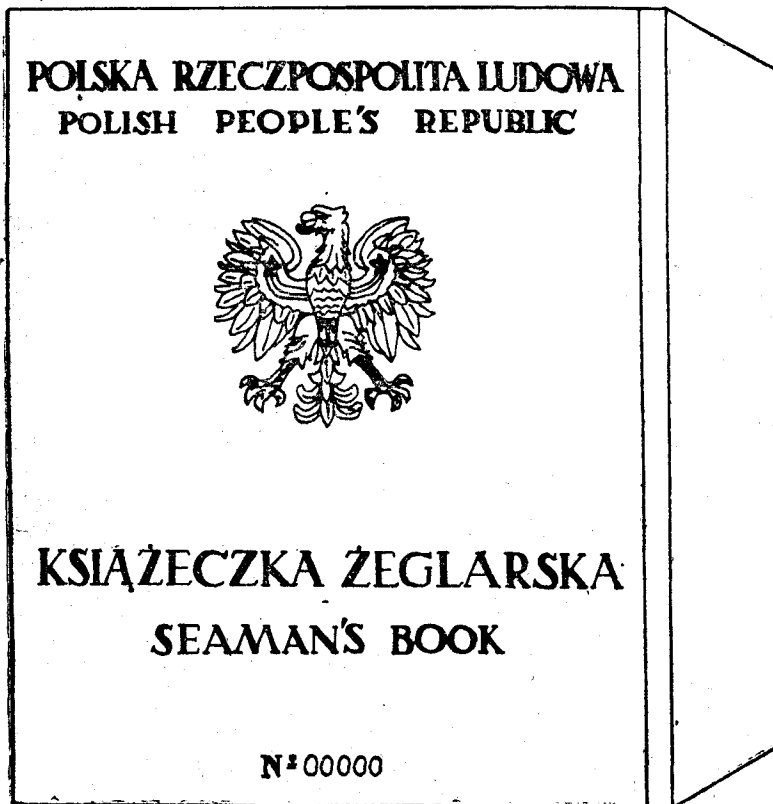 POLSKA RZECZPOSPOLITA LUDOWA
POLISH PEOPLE'S REPUBLIC
KSIĄŻECZKA ŻEGLARSKA
SEAMAN'S BOOK
Nº 00000